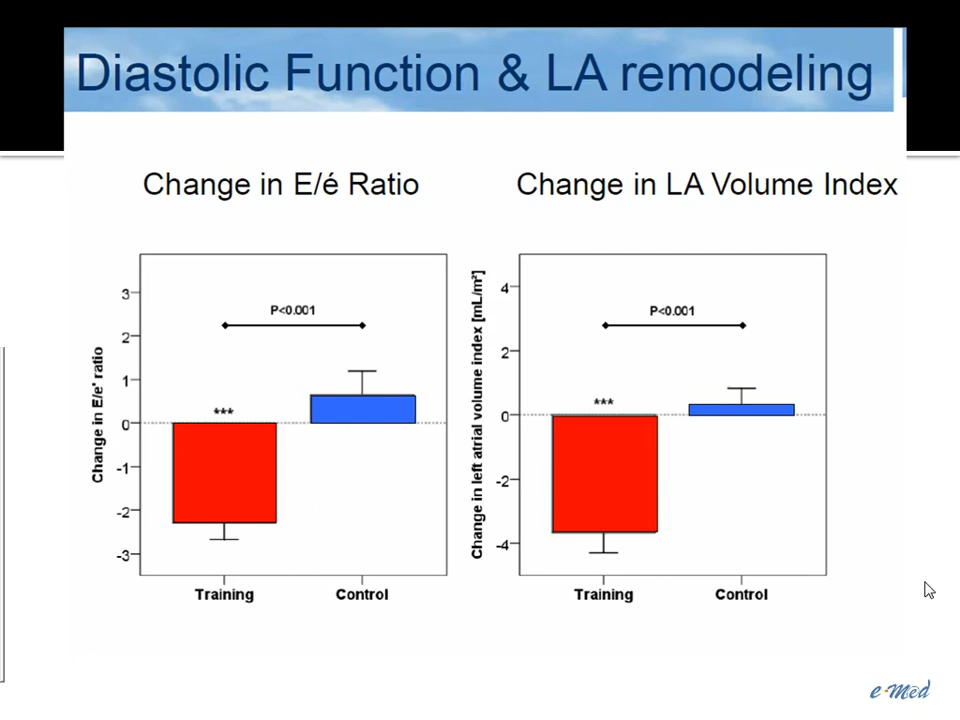 Diastolic Function & LA remodeling
Change in E/é Ratio
Change in LA Volume Index
Change in E/e' ratio
3
2
1
0
-1
-2
-3
P<0.001
***
Training
Control
Change in left atrial volume index [mL/m²]
4
2
0
-2
-4
P<0.001
***
Training
Control
e-Mēd